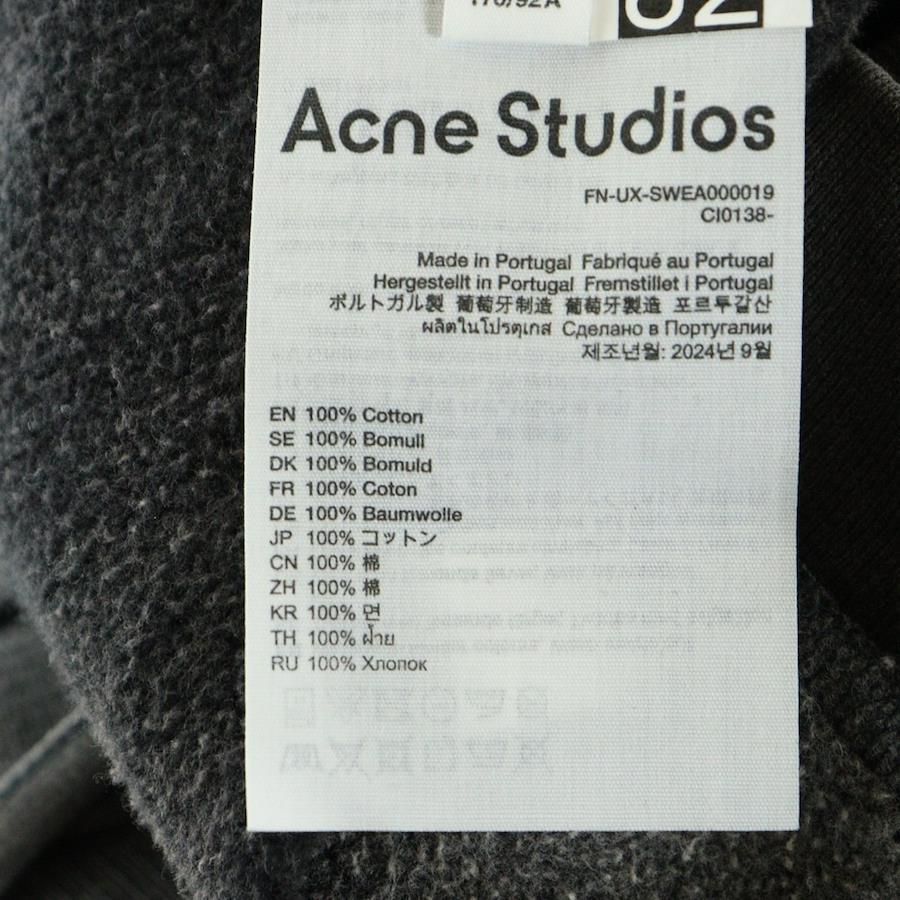 170/92A
Acne Studios
FN-UX-SWEA000019
CI0138-
Made in Portugal Fabriqué au Portugal
Hergestellt in Portugal Fremstillet i Portugal
ポルトガル製 葡萄牙制造 葡萄牙製造 포르투갈산
ผลิตในโปรตุเกส Сделано в Португалии
제조년월: 2024년 9월
EN 100% Cotton
SE 100% Bomull
DK 100% Bomuld
FR 100% Coton
DE 100% Baumwolle
JP 100% コットン
CN 100% 棉
ZH 100% 棉
KR 100% 면
TH 100% ฝ้าย
RU 100% Хлопок